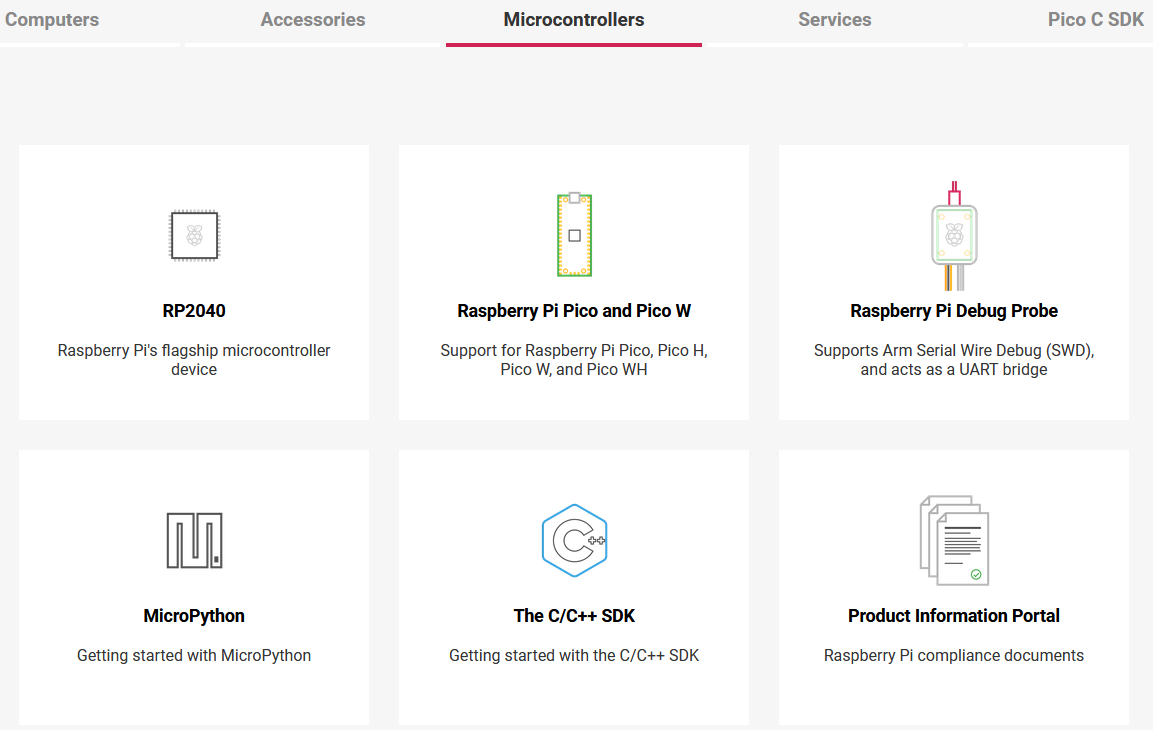 Computers
Accessories
Microcontrollers
Services
Pico C SDK
RP2040
Raspberry Pi's flagship microcontroller
device
Raspberry Pi Pico and Pico W
Support for Raspberry Pi Pico, Pico H,
Pico W, and Pico WH
Raspberry Pi Debug Probe
Supports Arm Serial Wire Debug (SWD),
and acts as a UART bridge
MicroPython
Getting started with MicroPython
C++
The C/C++ SDK
Getting started with the C/C++ SDK
Product Information Portal
Raspberry Pi compliance documents